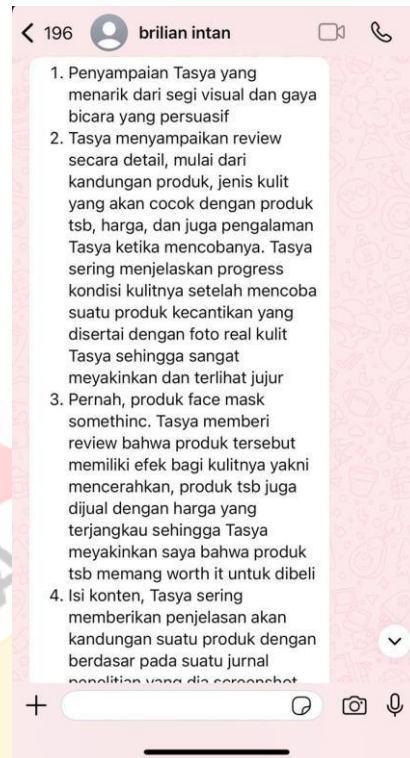 196 brilian intan
1. Penyampaian Tasya yang
menarik dari segi visual dan gaya
bicara yang persuasif
2. Tasya menyampaikan review
secara detail, mulai dari
kandungan produk, jenis kulit
yang akan cocok dengan produk
tsb, harga, dan juga pengalaman
Tasya ketika mencobanya. Tasya
sering menjelaskan progress
kondisi kulitnya setelah mencoba
suatu produk kecantikan yang
disertai dengan foto real kulit
Tasya sehingga sangat
meyakinkan dan terlihat jujur
3. Pernah, produk face mask
somethinc. Tasya memberi
review bahwa produk tersebut
memiliki efek bagi kulitnya yakni
mencerahkan, produk tsb juga
dijual dengan harga yang
terjangkau sehingga Tasya
meyakinkan saya bahwa produk
tsb memang worth it untuk dibeli
4. Isi konten, Tasya sering
memberikan penjelasan akan
kandungan suatu produk dengan
berdasar pada suatu jurnal
penelitian yang dia screenshot